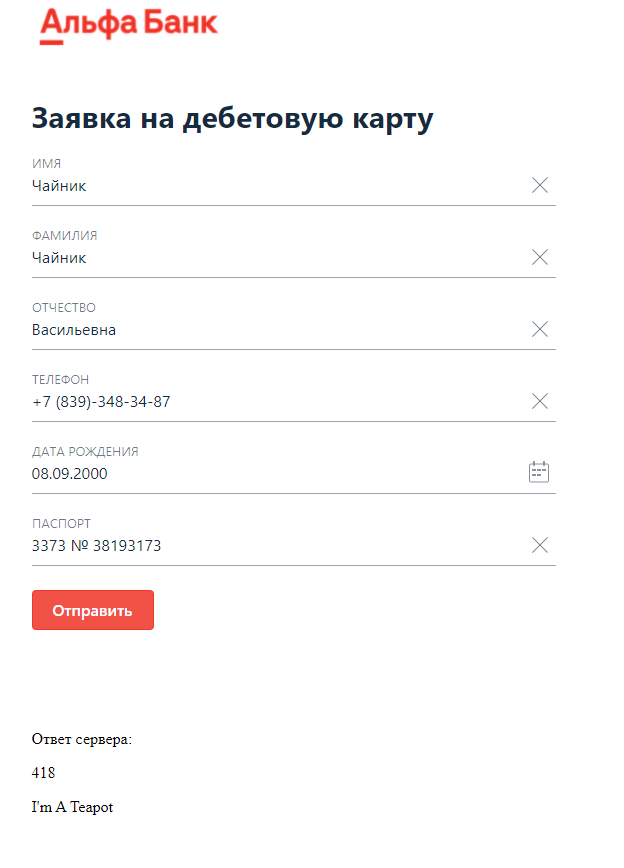 Альфа Банк
Заявка на дебетовую карту
ИМЯ
Чайник
ФАМИЛИЯ
Чайник
ОТЧЕСТВО
Васильевна
ТЕЛЕФОН
+7 (839)-348-34-87
ДАТА РОЖДЕНИЯ
08.09.2000
ПАСПОРТ
3373 № 38193173
Отправить
Ответ сервера:
418
I'm A Teapot